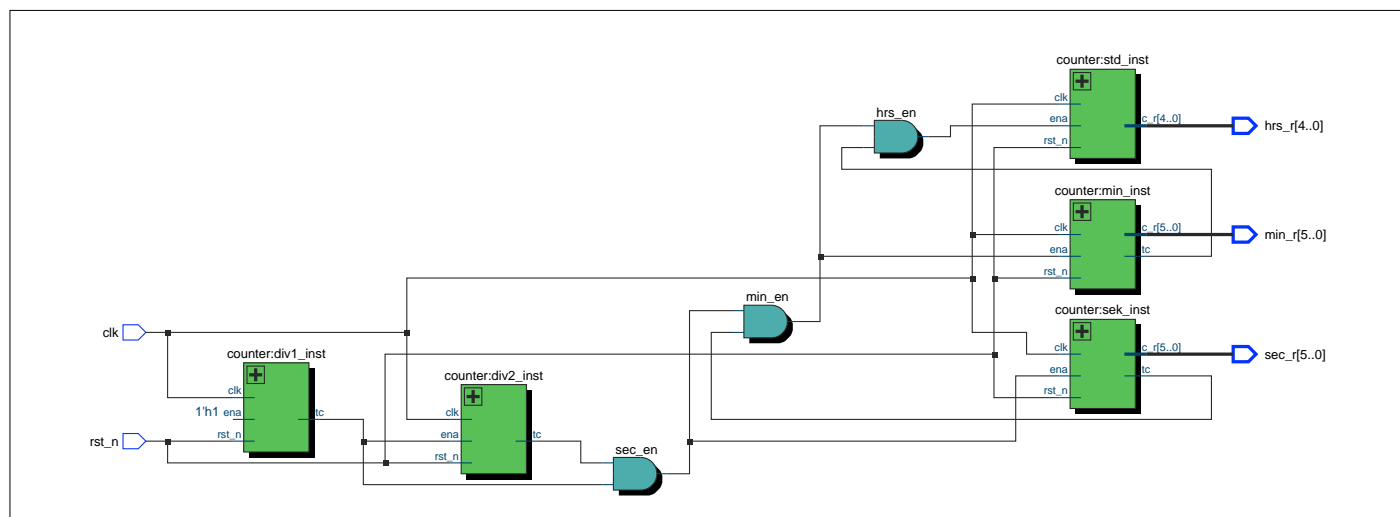 counter:std_inst
clk
ena
rst_n
c_r[4..0]
hrs_r[4..0]
hrs_en
counter:min_inst
clk
ena
rst_n
c_r[5..0]
tc
min_r[5..0]
min_en
counter:sek_inst
clk
ena
rst_n
c_r[5..0]
tc
sec_r[5..0]
clk
rst_n
counter:div1_inst
clk
1'h1 ena
rst_n
tc
counter:div2_inst
clk
ena
rst_n
tc
sec_en